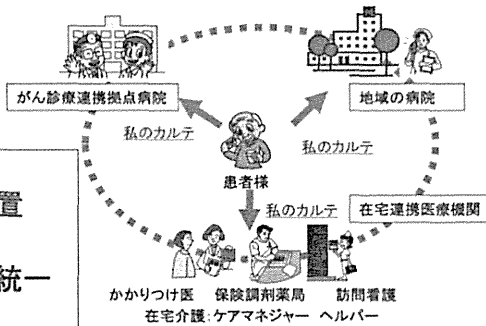 がん診療連携拠点病院
地域の病院
私のカルテ
私のカルテ
患者様
置
私のカルテ
在宅連携医療機関
統一
かかりつけ医 保険調剤薬局 訪問看護
在宅介護:ケアマネジャー ヘルパー